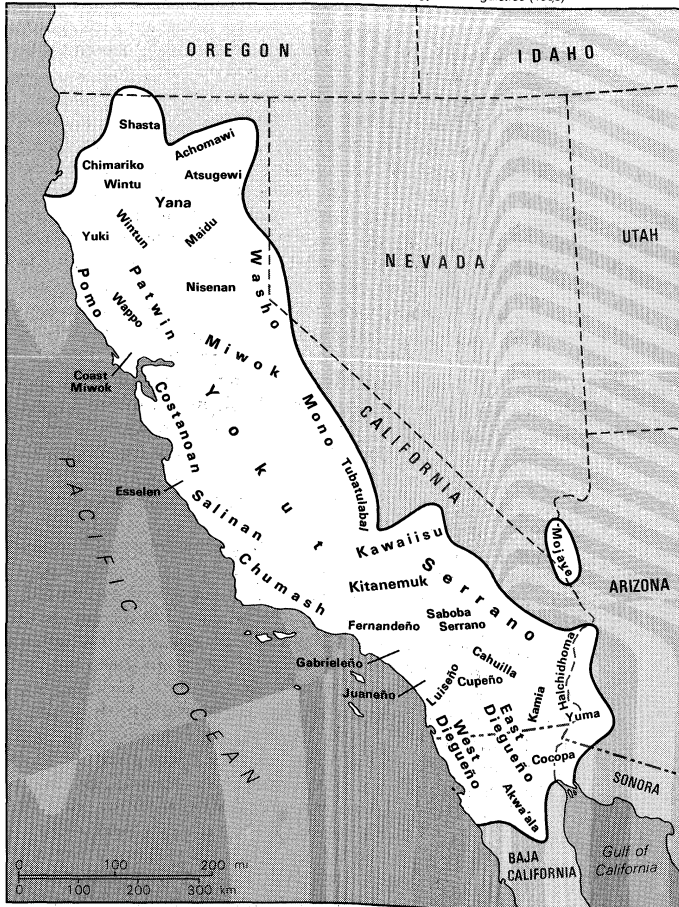 OREGON
IDAHO
Shasta
Achomawi
Chimariko
Atsugewi
Wintu
Yana
UTAH
Yuki
Wintun
Maidu
NEVADA
Washo
Pomo
Patwin
Nisenan
Wappo
Miwok
Coast
Miwok
Costanoan
Yokut
Mono
CALIFORNIA
Tubatulabal
Esselen
Salinan
PACIFIC
OCEAN
Kawaiisu
Mojave
Chumash
Kitanemuk
Serrano
ARIZONA
Fernandeño
Saboba
Serrano
Gabrieleño
Cahuilla
Halchidhoma
Juaneño
Luiseño
Cupeño
Kamia
Yuma
East
Diegueño
West
Diegueño
Cocopa
SONORA
Akwa'ala
BAJA
CALIFORNIA
Gulf of
California
0 100 200 mi
0 100 200 300 km